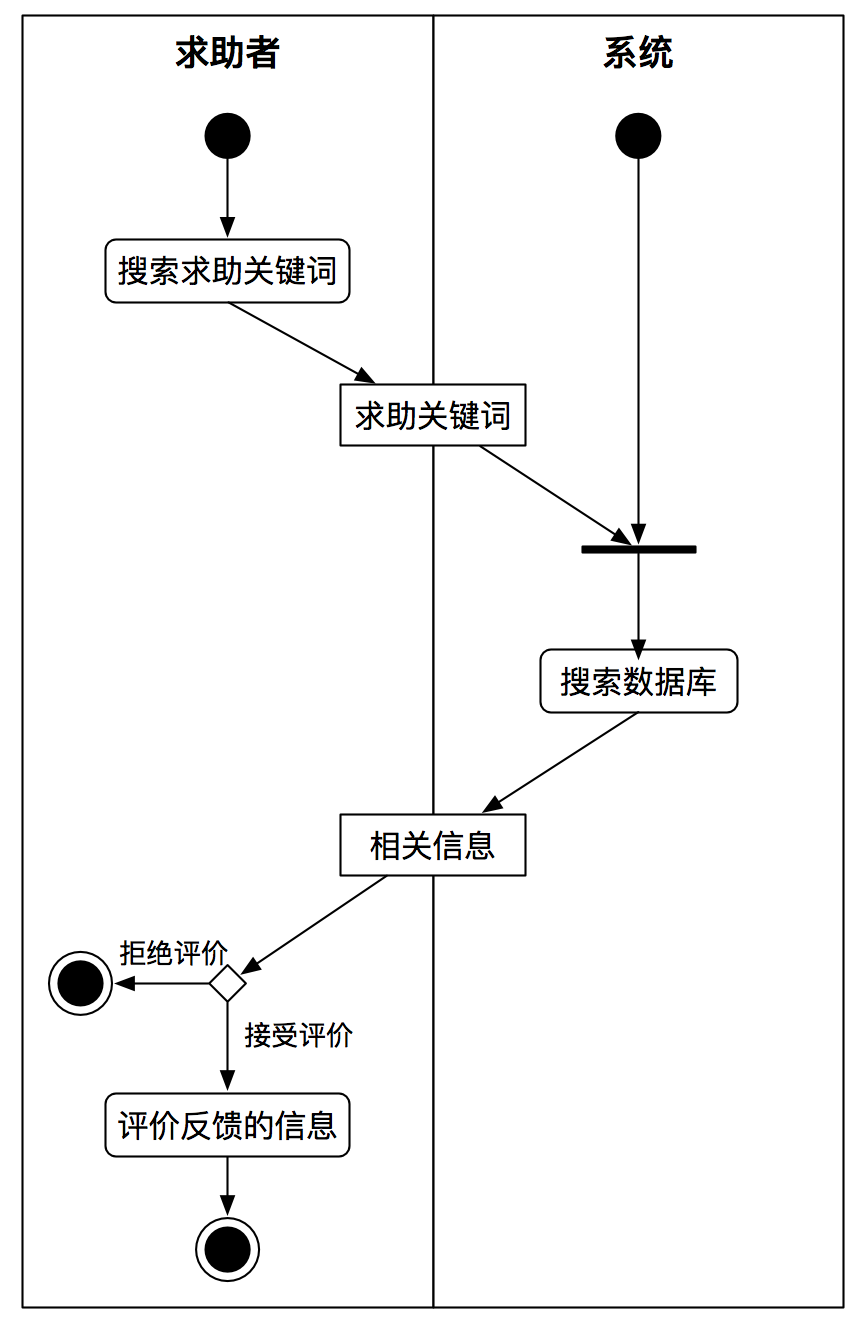 求助者
系统
搜索求助关键词
求助关键词
搜索数据库
相关信息
拒绝评价
接受评价
评价反馈的信息